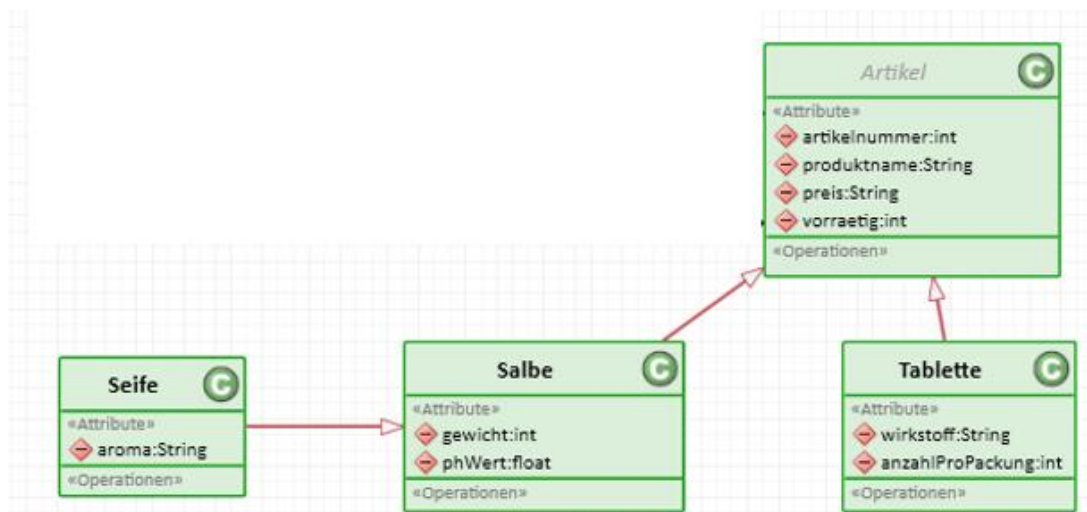 Artikel
C
«Attribute»
artikelnummer:int
produktname:String
preis:String
vorraetig:int
«Operationen»
Seife
C
«Attribute»
aroma:String
«Operationen»
Salbe
C
«Attribute»
gewicht:int
phWert:float
«Operationen»
Tablette
C
«Attribute»
wirkstoff:String
anzahlProPackung:int
«Operationen»